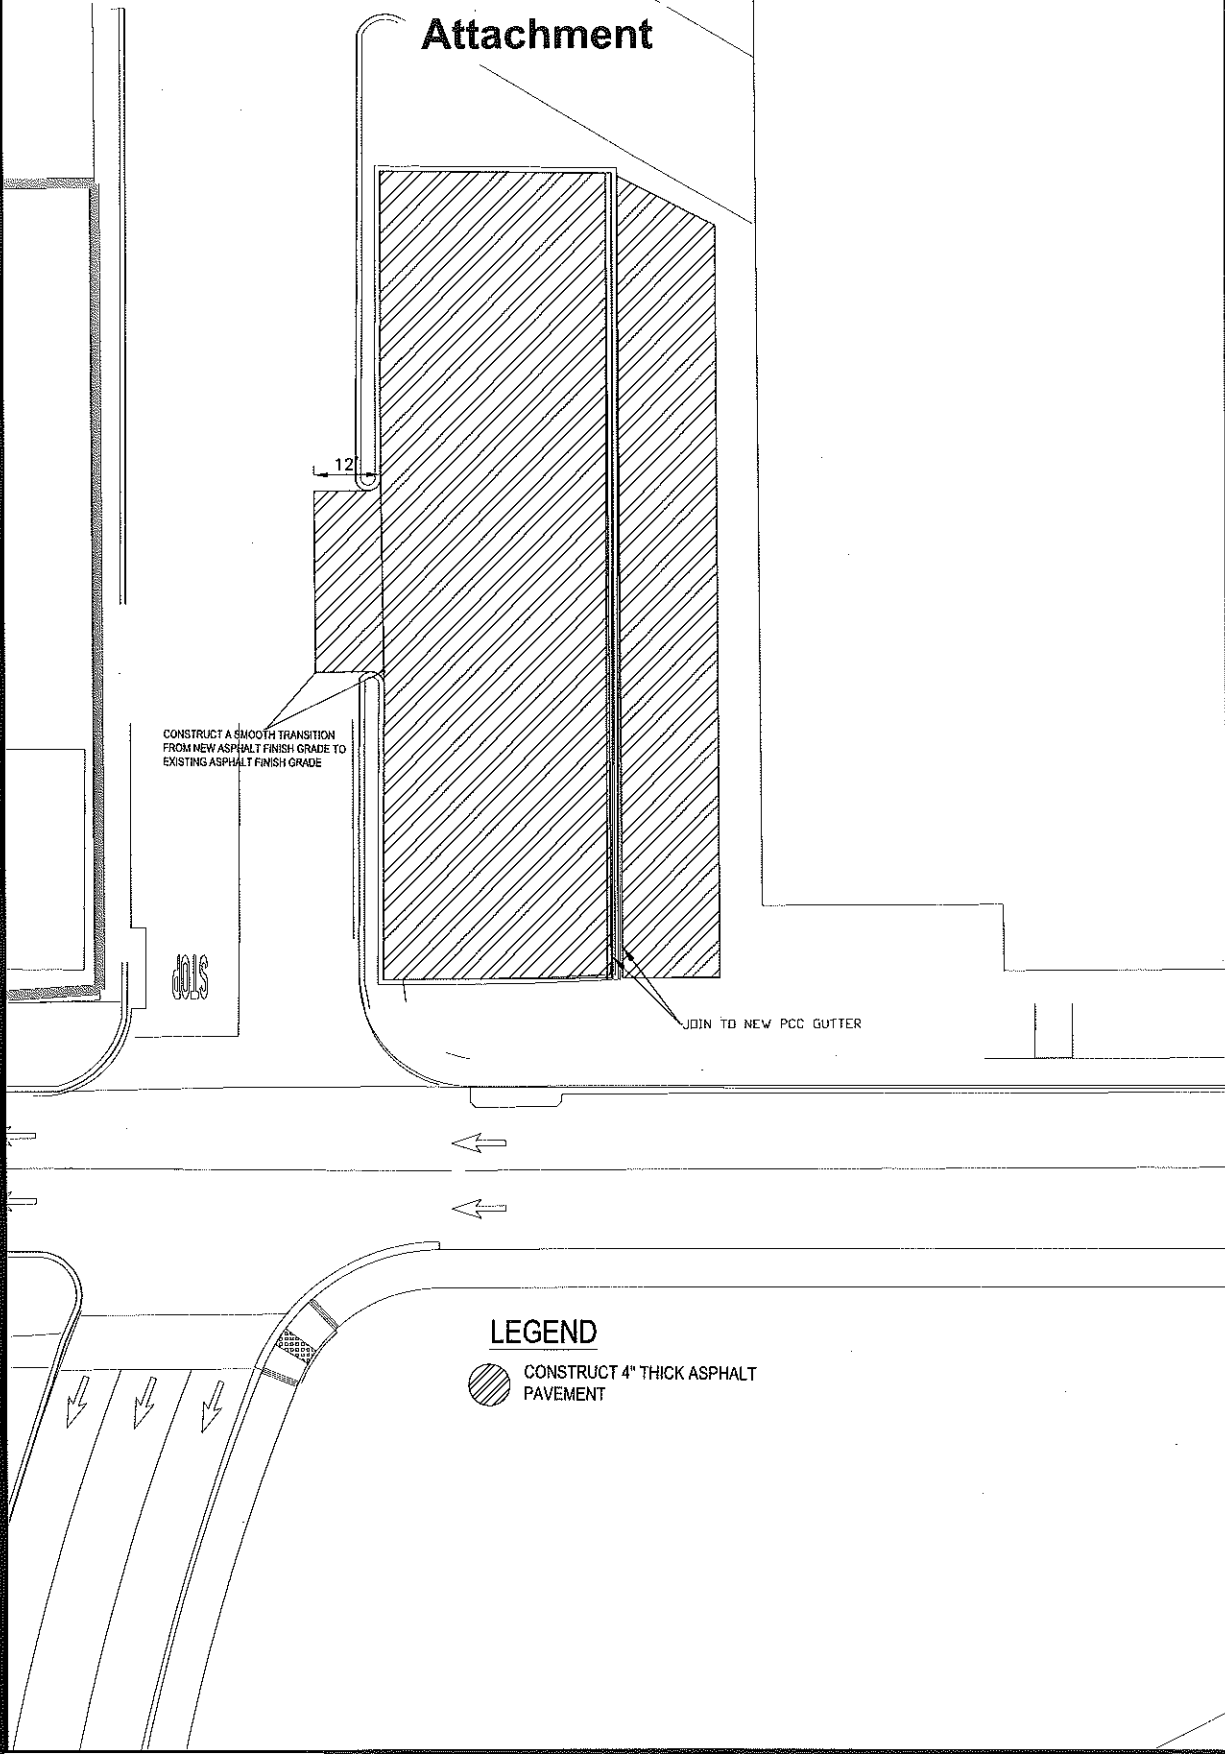 Attachment
12'
CONSTRUCT A SMOOTH TRANSITION
FROM NEW ASPHALT FINISH GRADE TO
EXISTING ASPHALT FINISH GRADE
STOP
JOIN TO NEW PCC GUTTER
LEGEND
CONSTRUCT 4" THICK ASPHALT
PAVEMENT